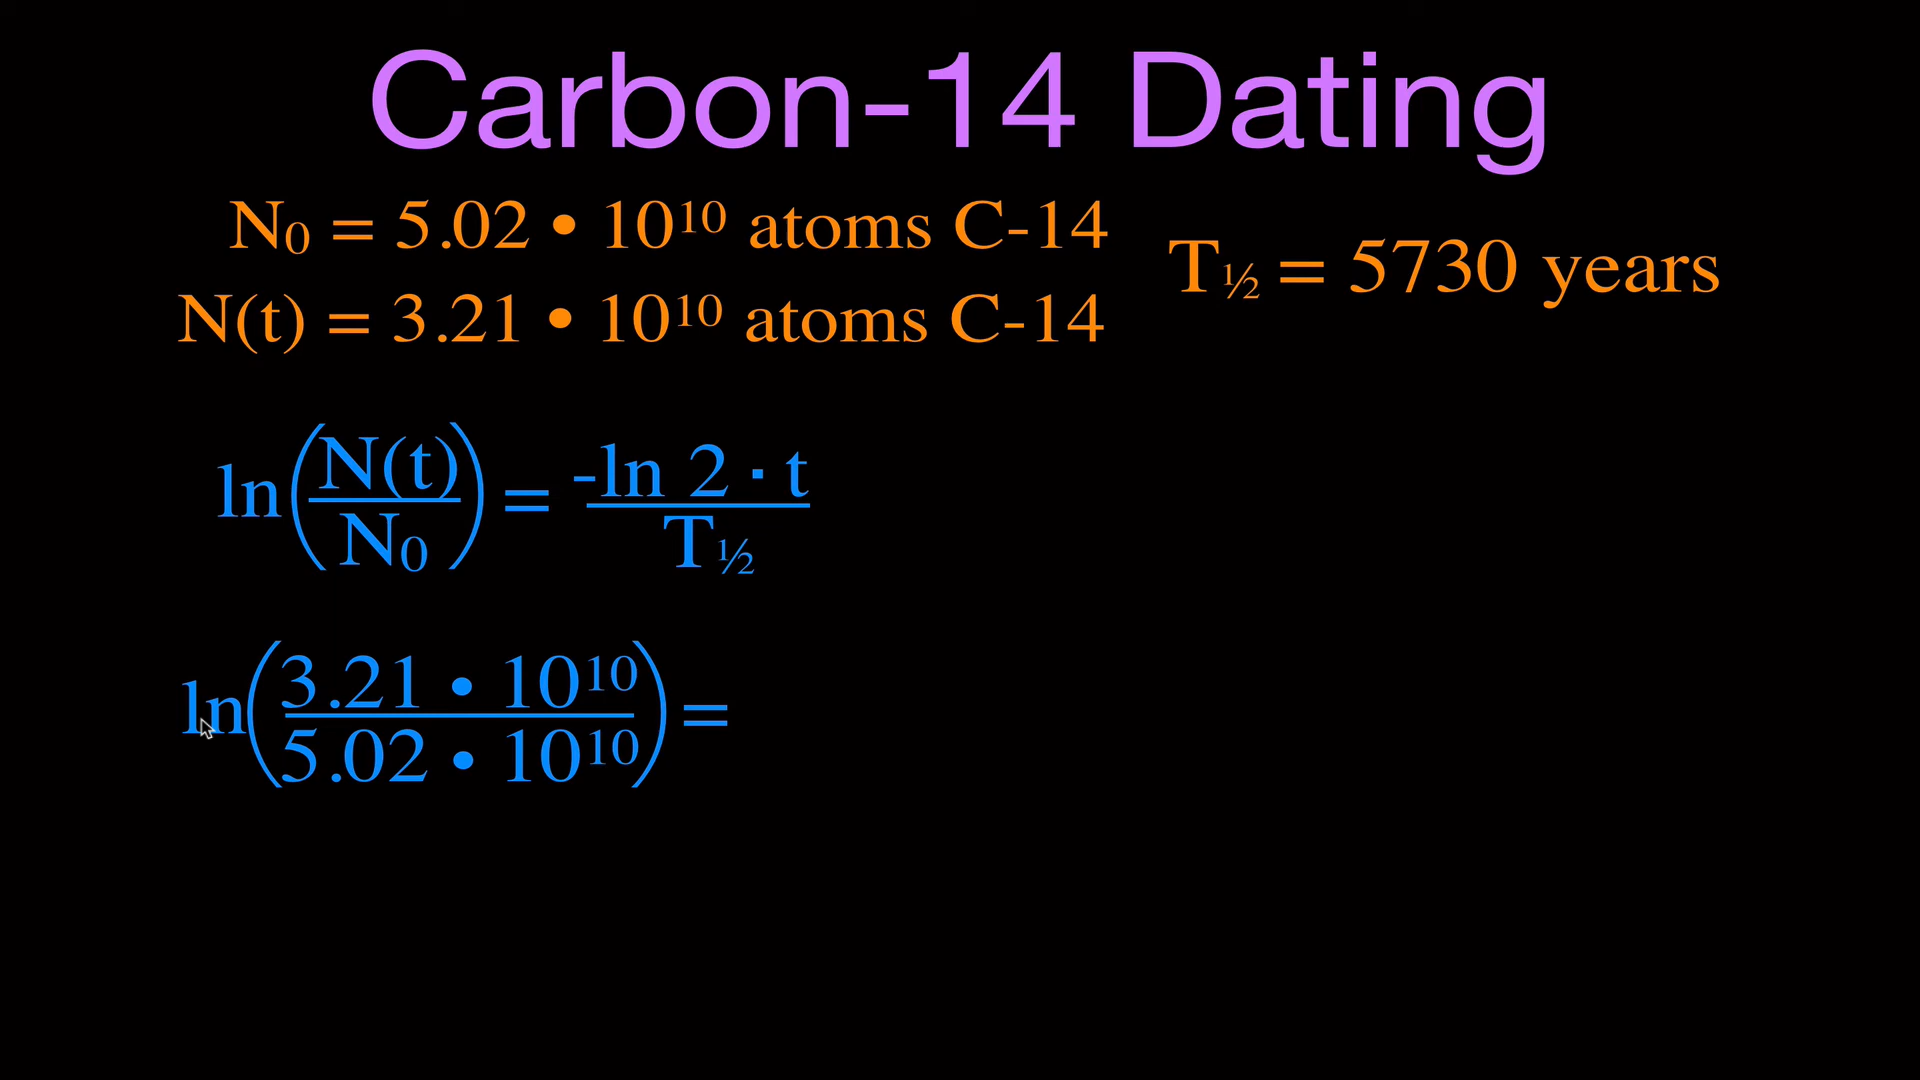 Carbon-14 Dating
N₀ = 5.02 • 10¹⁰ atoms C-14
T½ = 5730 years
N(t) = 3.21 • 10¹⁰ atoms C-14
ln(N(t)/N₀) = -ln 2 · t/T½
ln(3.21 • 10¹⁰/5.02 • 10¹⁰) =